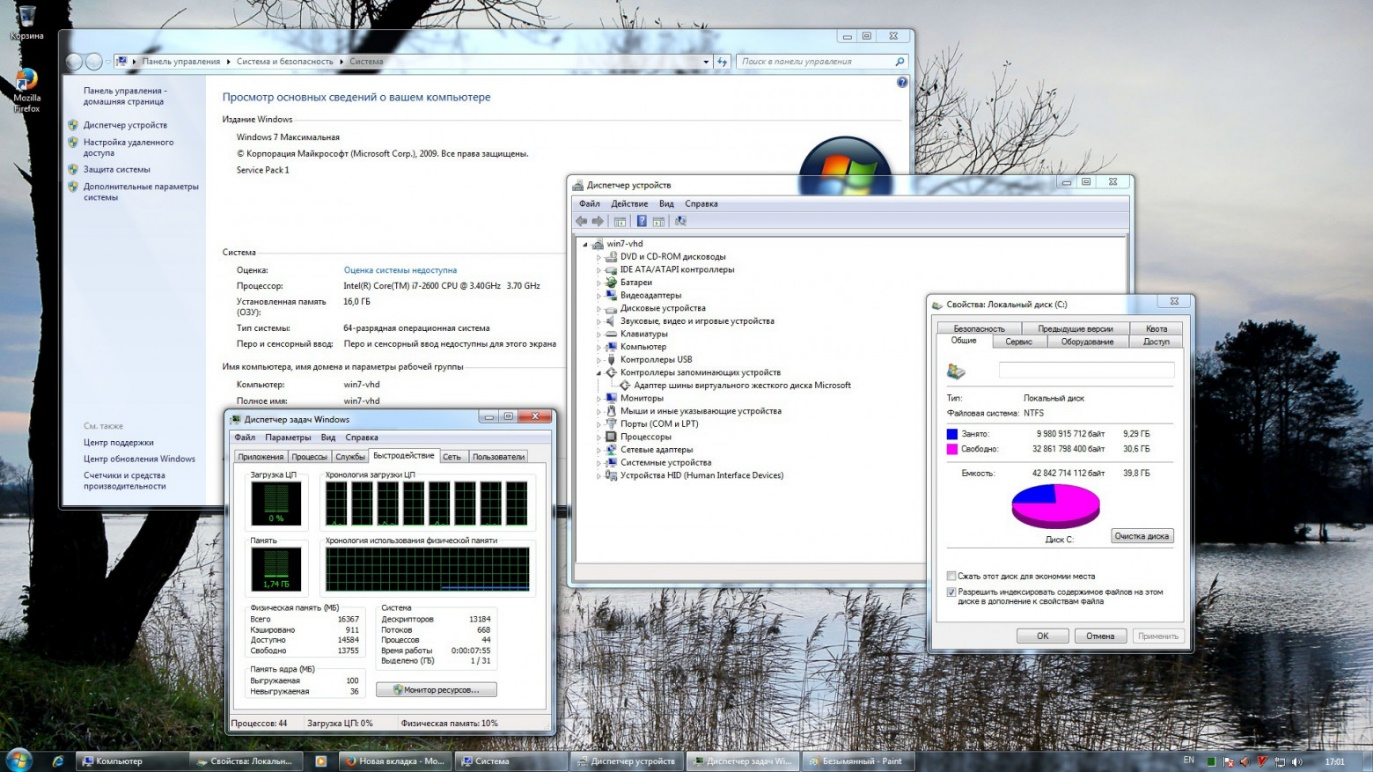 Корзина
Mozilla
Firefox
Панель управления
Система и безопасность
Система
Поиск в панели управления
Панель управления -
домашняя страница
Диспетчер устройств
Настройка удаленного
доступа
Защита системы
Дополнительные параметры
системы
См. также
Центр поддержки
Центр обновления Windows
Счетчики и средства
производительности
Просмотр основных сведений о вашем компьютере
Издание Windows
Windows 7 Максимальная
© Корпорация Майкрософт (Microsoft Corp.), 2009. Все права защищены.
Service Pack 1
Система
Оценка: Оценка системы недоступна
Процессор: Intel(R) Core(TM) i7-2600 CPU @ 3.40GHz 3.70 GHz
Установленная память 16,0 ГБ
(ОЗУ):
Тип системы: 64-разрядная операционная система
Перо и сенсорный ввод: Перо и сенсорный ввод недоступны для этого экрана
Имя компьютера, имя домена и параметры рабочей группы
Компьютер: win7-vhd
Полное имя: win7-vhd
Диспетчер задач Windows
Файл Параметры Вид Справка
Приложения Процессы Службы Быстродействие Сеть Пользователи
Загрузка ЦП Хронология загрузки ЦП
0 %
Память Хронология использования физической памяти
1,74 ГБ
Физическая память (МБ)
Всего 16367
Кэшировано 911
Доступно 14584
Свободно 13755
Память ядра (МБ)
Выгружаемая 100
Невыгружаемая 36
Система
Дескрипторов 13184
Потоков 668
Процессов 44
Время работы 0:00:07:55
Выделено (ГБ) 1 / 31
Монитор ресурсов...
Процессов: 44 Загрузка ЦП: 0% Физическая память: 10%
Диспетчер устройств
Файл Действие Вид Справка
win7-vhd
DVD и CD-ROM дисководы
IDE ATA/ATAPI контроллеры
Батареи
Видеоадаптеры
Дисковые устройства
Звуковые, видео и игровые устройства
Клавиатуры
Компьютер
Контроллеры USB
Контроллеры запоминающих устройств
Адаптер шины виртуального жесткого диска Microsoft
Мониторы
Мыши и иные указывающие устройства
Порты (COM и LPT)
Процессоры
Сетевые адаптеры
Системные устройства
Устройства HID (Human Interface Devices)
Свойства: Локальный диск (C:)
Безопасность Предыдущие версии Квота
Общие Сервис Оборудование Доступ
Тип: Локальный диск
Файловая система: NTFS
Занято: 9 980 915 712 байт 9,29 ГБ
Свободно: 32 861 798 400 байт 30,6 ГБ
Емкость: 42 842 714 112 байт 39,8 ГБ
Диск C:
Очистка диска
Сжать этот диск для экономии места
Разрешить индексировать содержимое файлов на этом
диске в дополнение к свойствам файла
OK Отмена Применить
Компьютер
Свойства: Локальн...
Новая вкладка - Mo...
Система
Диспетчер устройств
Диспетчер задач Wi...
Безымянный - Paint
EN
17:01